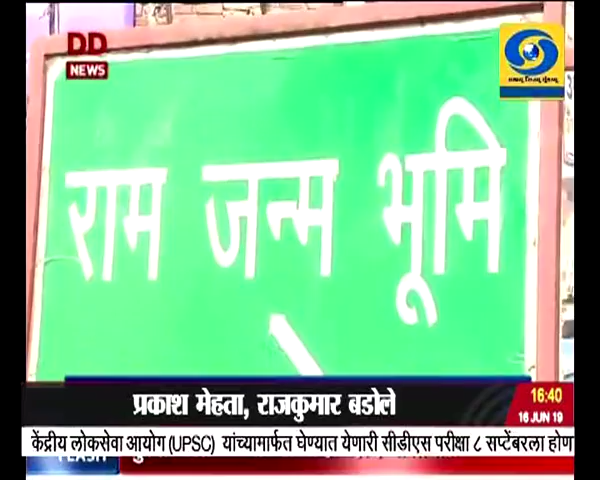 DD
NEWS
राम जन्म भूमि
प्रकाश मेहता, राजकुमार बडोले
16:40
16 JUN 19
केंद्रीय लोकसेवा आयोग (UPSC) यांच्यामार्फत घेण्यात येणारी सीडीएस परीक्षा ८ सप्टेंबरला होण
FLASH